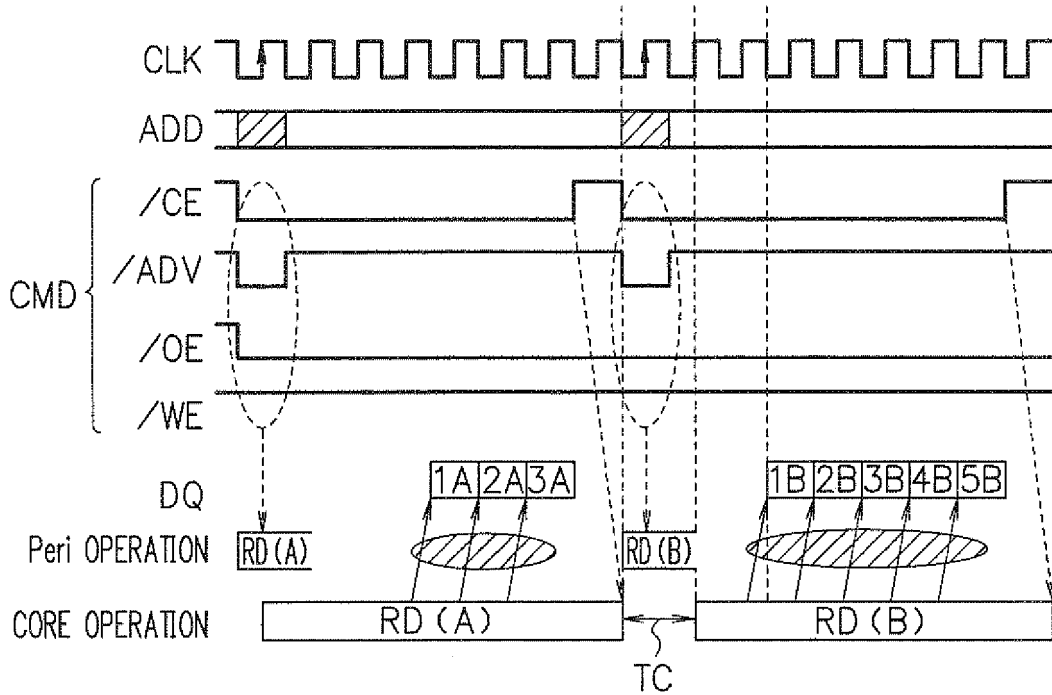 CLK
ADD
CMD
/CE
/ADV
/OE
/WE
DQ 1A 2A 3A 1B 2B 3B 4B 5B
Peri OPERATION RD(A) RD(B)
CORE OPERATION RD(A) RD(B)
TC